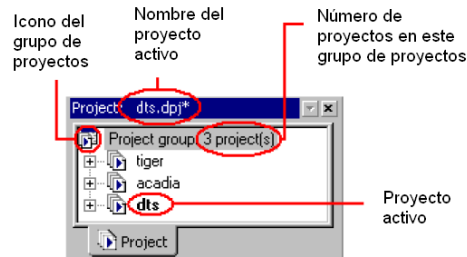 Icono del
grupo de
proyectos
Nombre del
proyecto
activo
Número de
proyectos en este
grupo de proyectos
Project: dts.dpj*
Project group 3 project(s)
tiger
acadia
dts
Proyecto
activo
Project